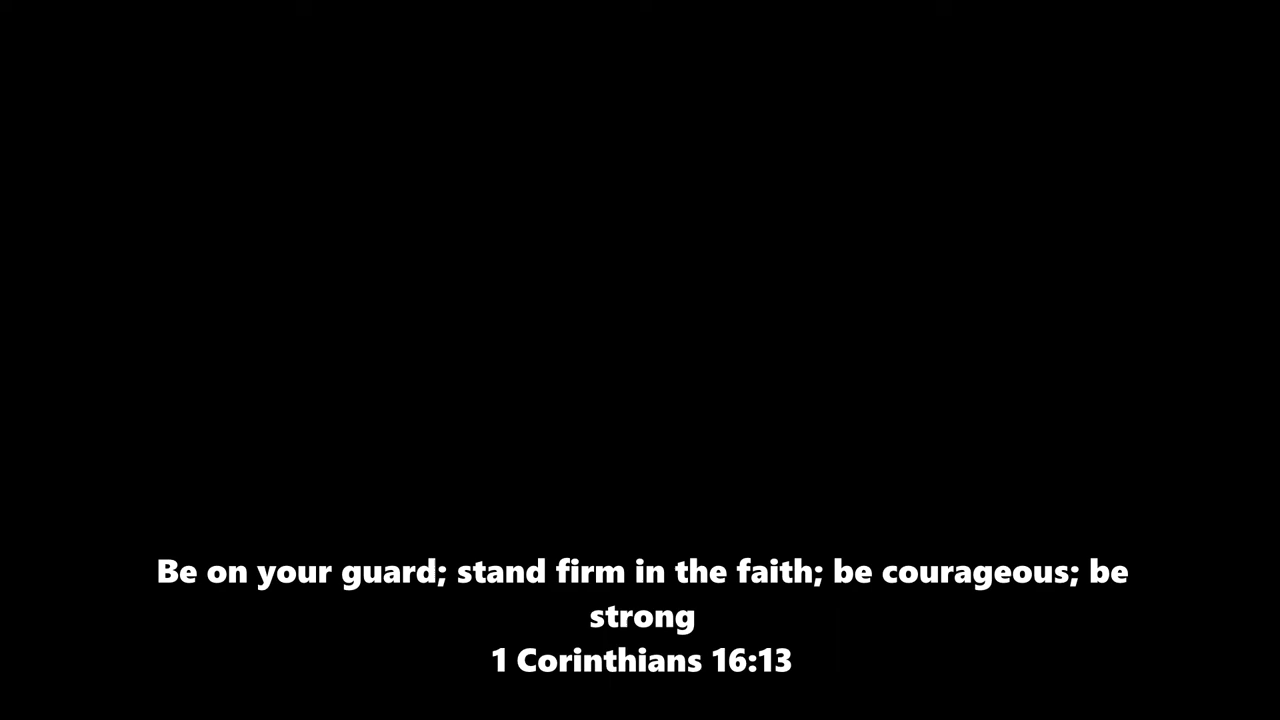 Be on your guard; stand firm in the faith; be courageous; be
strong
1 Corinthians 16:13